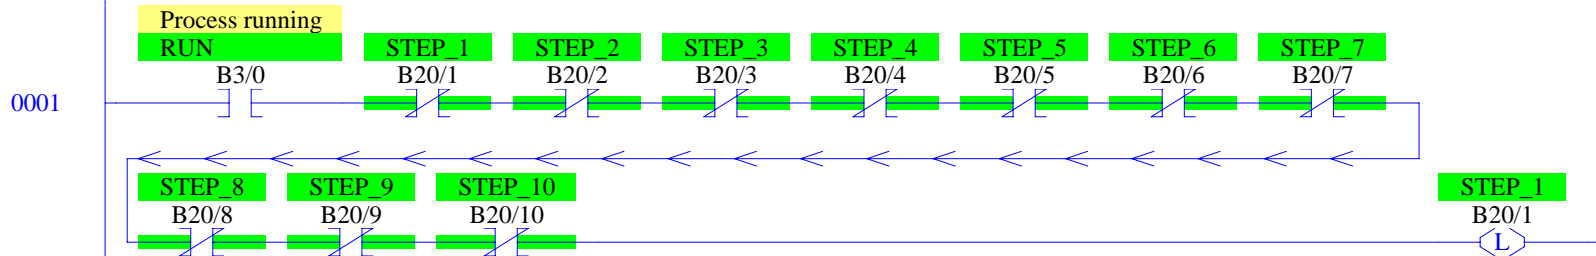 Process running
RUN STEP_1 STEP_2 STEP_3 STEP_4 STEP_5 STEP_6 STEP_7
B3/0 B20/1 B20/2 B20/3 B20/4 B20/5 B20/6 B20/7
0001
STEP_8 STEP_9 STEP_10 STEP_1
B20/8 B20/9 B20/10 B20/1
L